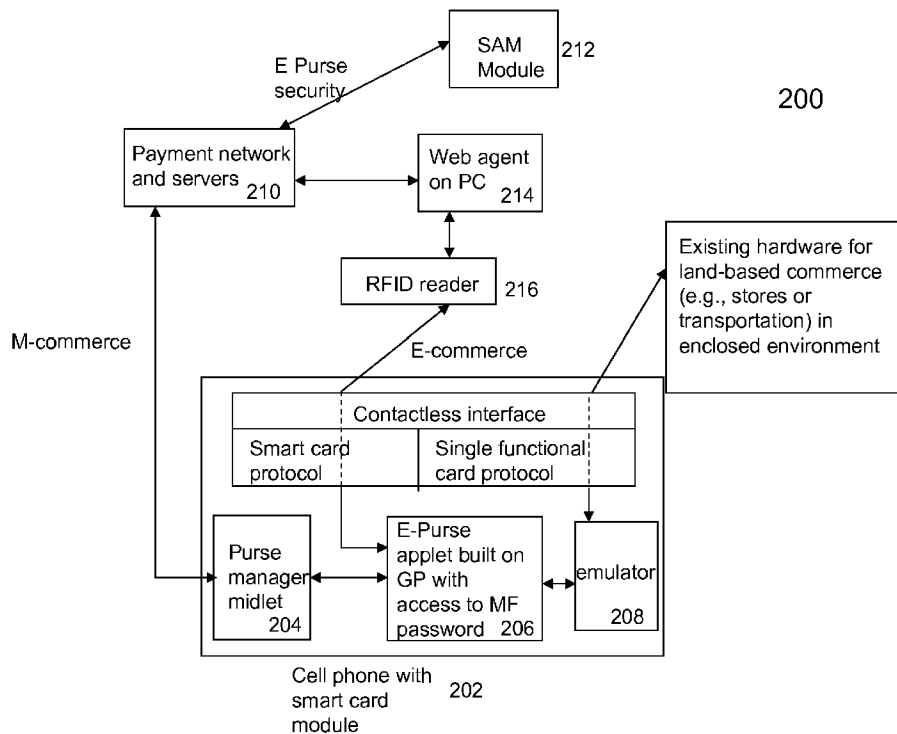 SAM
Module
212
E Purse
security
200
Payment network
and servers
210
Web agent
on PC
214
Existing hardware for
land-based commerce
(e.g., stores or
transportation) in
enclosed environment
RFID reader
216
M-commerce
E-commerce
Contactless interface
Smart card
protocol
Single functional
card protocol
Purse
manager
midlet
204
E-Purse
applet built on
GP with
access to MF
password
206
emulator
208
Cell phone with
smart card
module
202